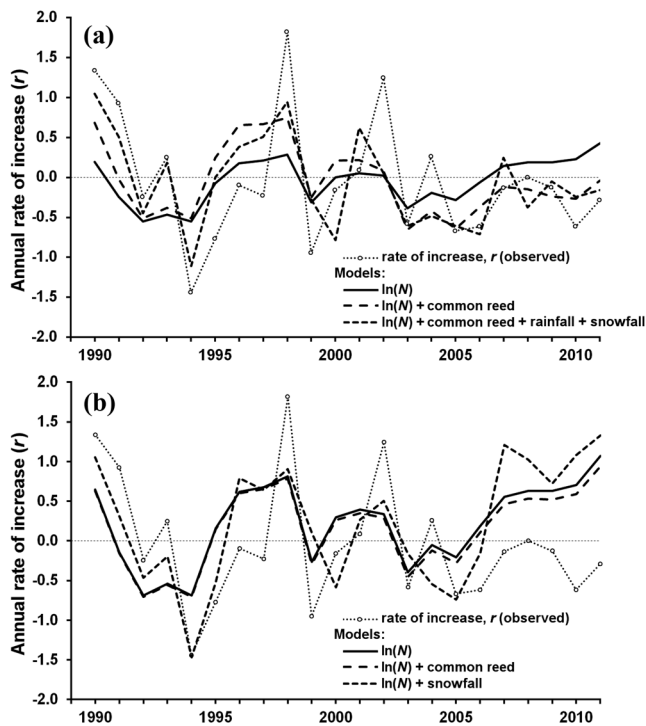 (a)
Annual rate of increase (r)
2.0
1.5
1.0
0.5
0.0
-0.5
-1.0
-1.5
-2.0
rate of increase, r (observed)
Models:
ln(N)
ln(N) + common reed
ln(N) + common reed + rainfall + snowfall
1990 1995 2000 2005 2010
(b)
Annual rate of increase (r)
2.0
1.5
1.0
0.5
0.0
-0.5
-1.0
-1.5
-2.0
rate of increase, r (observed)
Models:
ln(N)
ln(N) + common reed
ln(N) + snowfall
1990 1995 2000 2005 2010